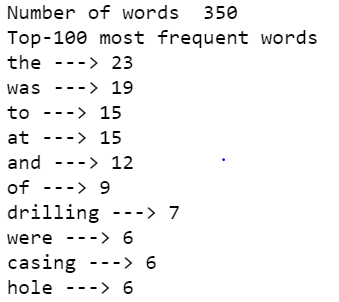 Number of words  350
Top-100 most frequent words
the ---> 23
was ---> 19
to ---> 15
at ---> 15
and ---> 12
of ---> 9
drilling ---> 7
were ---> 6
casing ---> 6
hole ---> 6